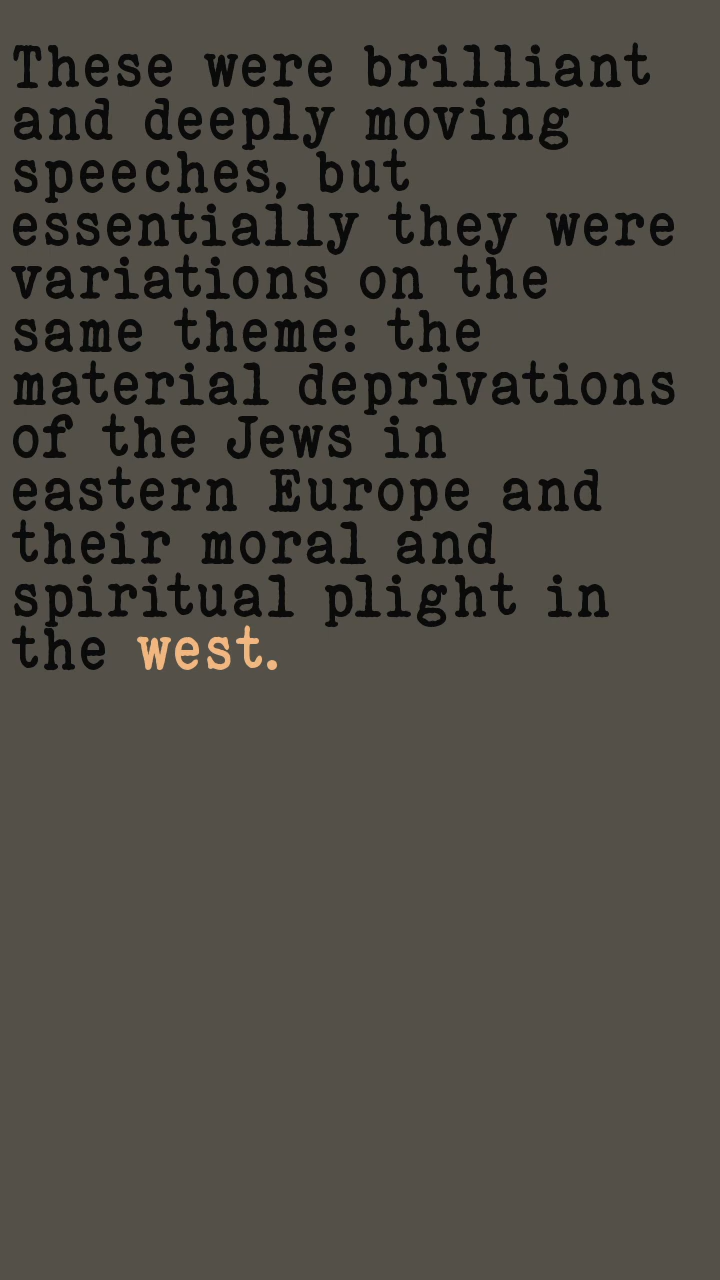 These were brilliant
and deeply moving
speeches, but
essentially they were
variations on the
same theme: the
material deprivations
of the Jews in
eastern Europe and
their moral and
spiritual plight in
the west.